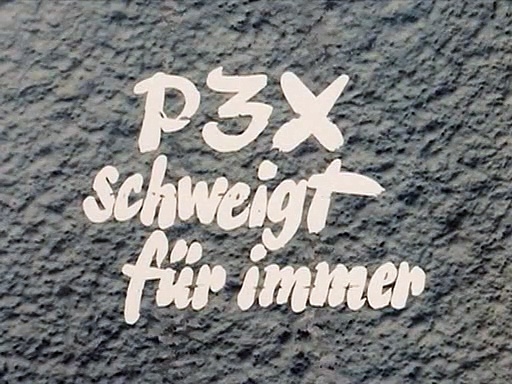 P3X
schweigt
für immer